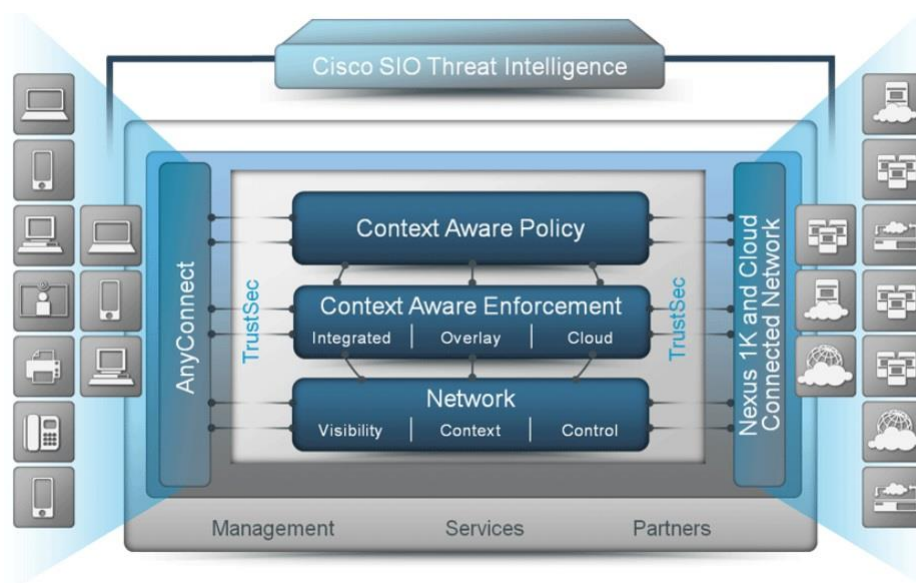 Cisco SIO Threat Intelligence
AnyConnect
TrustSec
Context Aware Policy
Context Aware Enforcement
Integrated | Overlay | Cloud
Network
Visibility | Context | Control
TrustSec
Nexus 1K and Cloud
Connected Network
Management Services Partners